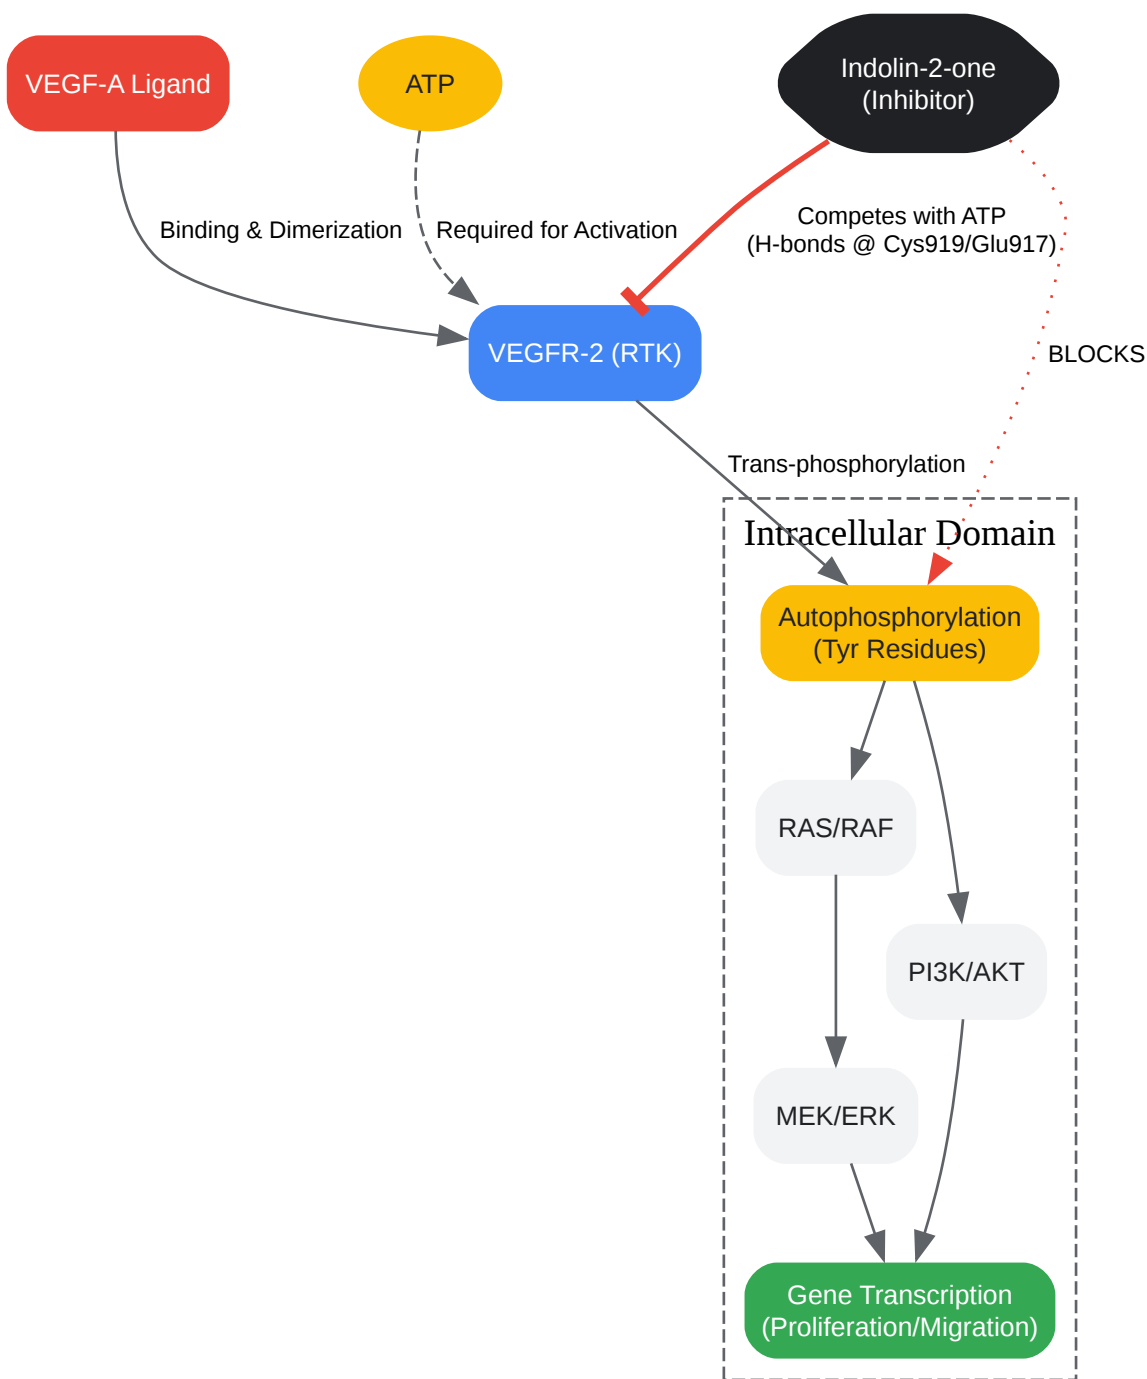 VEGF-A Ligand
ATP
Indolin-2-one
(Inhibitor)
Binding & Dimerization
Required for Activation
Competes with ATP
(H-bonds @ Cys919/Glu917)
VEGFR-2 (RTK)
BLOCKS
Trans-phosphorylation
Intracellular Domain
Autophosphorylation
(Tyr Residues)
RAS/RAF
PI3K/AKT
MEK/ERK
Gene Transcription
(Proliferation/Migration)